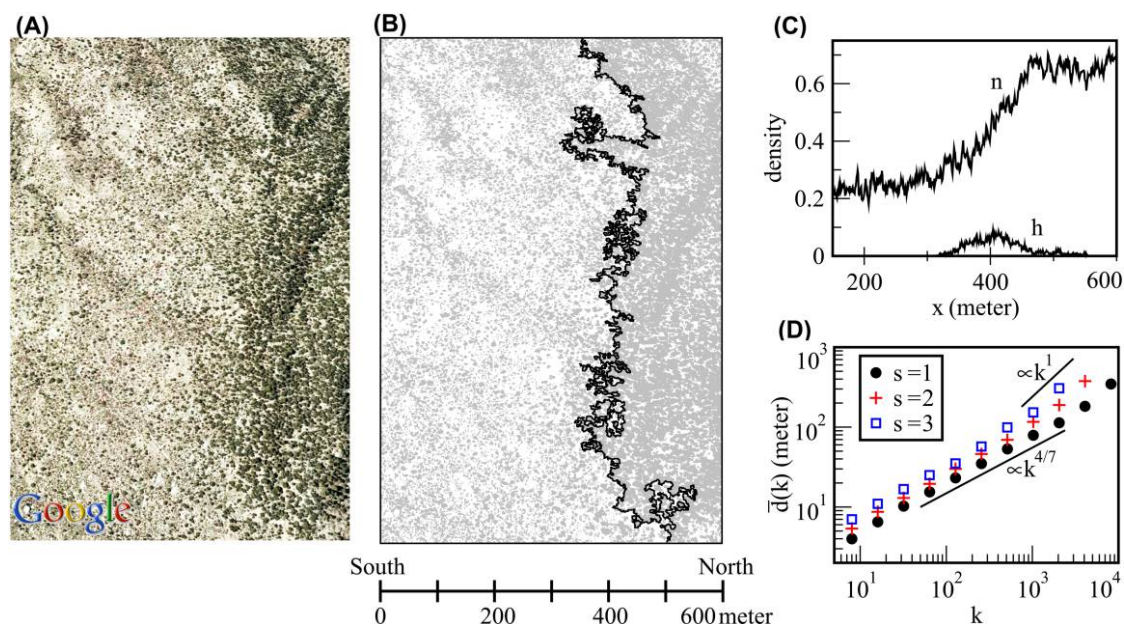 (A)
Google
(B)
South North
0 200 400 600 meter
(C)
density
0.6
0.4
0.2
0
n
h
200 400 600
x (meter)
(D)
d̅(k) (meter)
10³
10²
10¹
s = 1
s = 2
s = 3
∝k¹
∝k⁴/⁷
10¹ 10² 10³ 10⁴
k